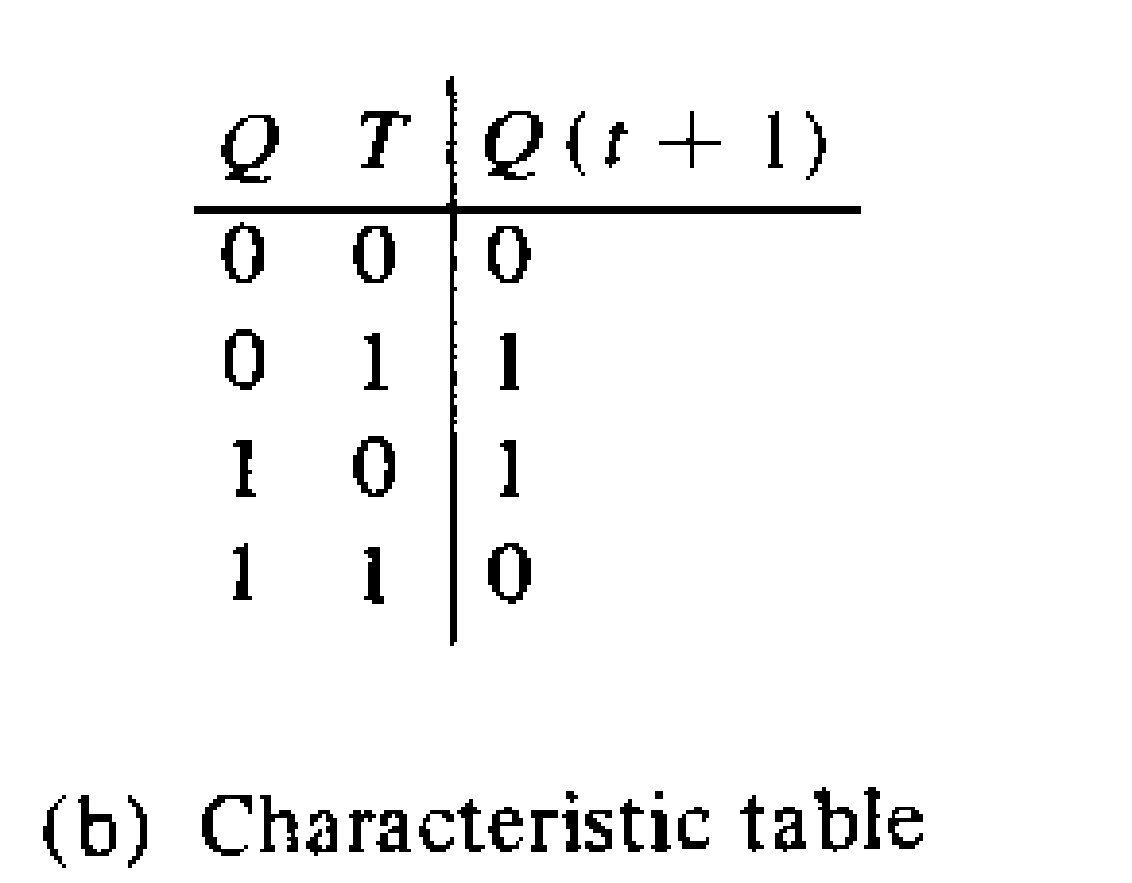 Q T Q(t + 1)
0 0 0
0 1 1
1 0 1
1 1 0
(b) Characteristic table